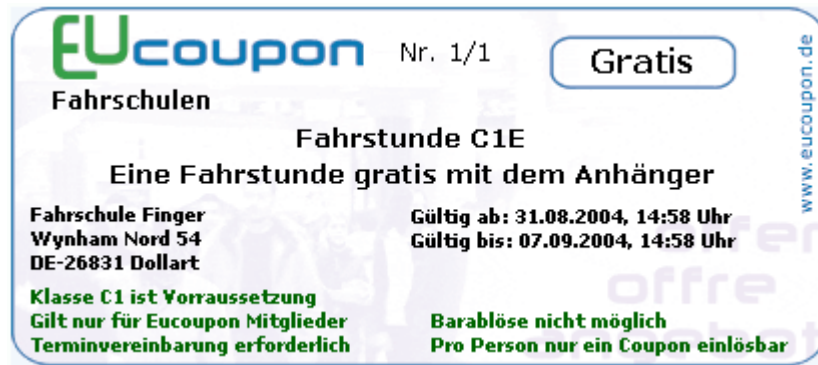 EUcoupon Nr. 1/1 Gratis
Fahrschulen
Fahrstunde C1E
Eine Fahrstunde gratis mit dem Anhänger
Fahrschule Finger
Wynham Nord 54
DE-26831 Dollart
Gültig ab: 31.08.2004, 14:58 Uhr
Gültig bis: 07.09.2004, 14:58 Uhr
Klasse C1 ist Vorraussetzung
Gilt nur für Eucoupon Mitglieder
Terminvereinbarung erforderlich
Barablöse nicht möglich
Pro Person nur ein Coupon einlösbar
www.eucoupon.de
offer
offre
angebot